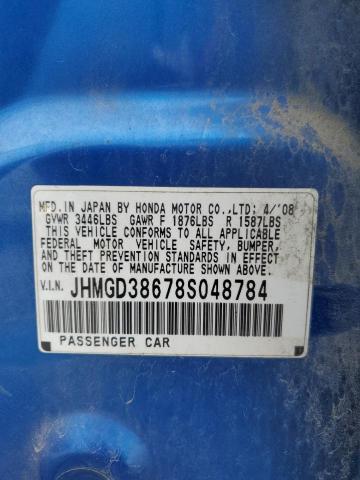 MFD.IN JAPAN BY HONDA MOTOR CO.,LTD: 4/'08
GVWR 3446LBS GAWR F 1876LBS R 1587LBS
THIS VEHICLE CONFORMS TO ALL APPLICABLE
FEDERAL MOTOR VEHICLE SAFETY, BUMPER,
AND THEFT PREVENTION STANDARDS IN EFFECT
ON THE DATE OF MANUFACTURE SHOWN ABOVE.
V.I.N. JHMGD38678S048784
PASSENGER CAR